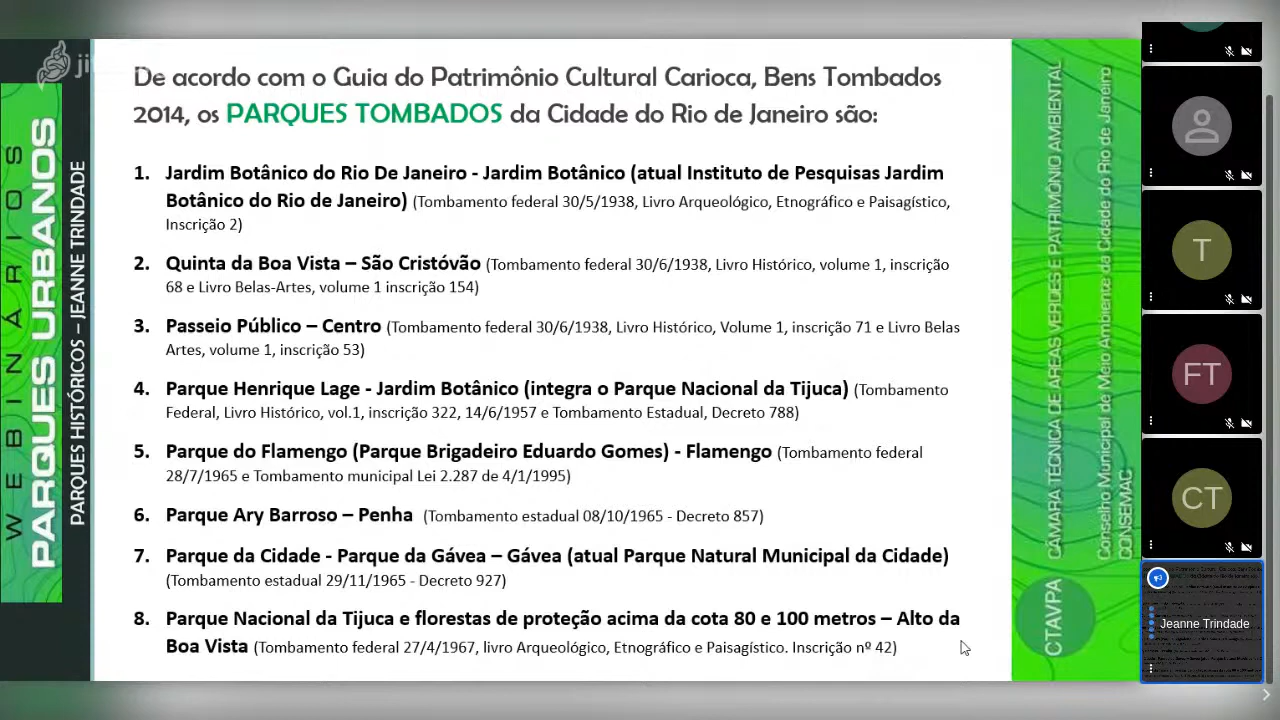 De acordo com o Guia do Patrimônio Cultural Carioca, Bens Tombados
2014, os PARQUES TOMBADOS da Cidade do Rio de Janeiro são:
1. Jardim Botânico do Rio De Janeiro - Jardim Botânico (atual Instituto de Pesquisas Jardim
Botânico do Rio de Janeiro) (Tombamento federal 30/5/1938, Livro Arqueológico, Etnográfico e Paisagístico,
Inscrição 2)
2. Quinta da Boa Vista – São Cristóvão (Tombamento federal 30/6/1938, Livro Histórico, volume 1, inscrição
68 e Livro Belas-Artes, volume 1 inscrição 154)
3. Passeio Público – Centro (Tombamento federal 30/6/1938, Livro Histórico, Volume 1, inscrição 71 e Livro Belas
Artes, volume 1, inscrição 53)
4. Parque Henrique Lage - Jardim Botânico (integra o Parque Nacional da Tijuca) (Tombamento
Federal, Livro Histórico, vol.1, inscrição 322, 14/6/1957 e Tombamento Estadual, Decreto 788)
5. Parque do Flamengo (Parque Brigadeiro Eduardo Gomes) - Flamengo (Tombamento federal
28/7/1965 e Tombamento municipal Lei 2.287 de 4/1/1995)
6. Parque Ary Barroso – Penha (Tombamento estadual 08/10/1965 - Decreto 857)
7. Parque da Cidade - Parque da Gávea – Gávea (atual Parque Natural Municipal da Cidade)
(Tombamento estadual 29/11/1965 - Decreto 927)
8. Parque Nacional da Tijuca e florestas de proteção acima da cota 80 e 100 metros – Alto da
Boa Vista (Tombamento federal 27/4/1967, livro Arqueológico, Etnográfico e Paisagístico. Inscrição nº 42)
WEBINÁRIOS
PARQUES URBANOS
PARQUES HISTÓRICOS – JEANNE TRINDADE
CÂMARA TÉCNICA DE ÁREAS VERDES E PATRIMÔNIO AMBIENTAL
Conselho Municipal de Meio Ambiente da Cidade do Rio de Janeiro
CONSEMAC
CTAVPA
T
FT
CT
Jeanne Trindade